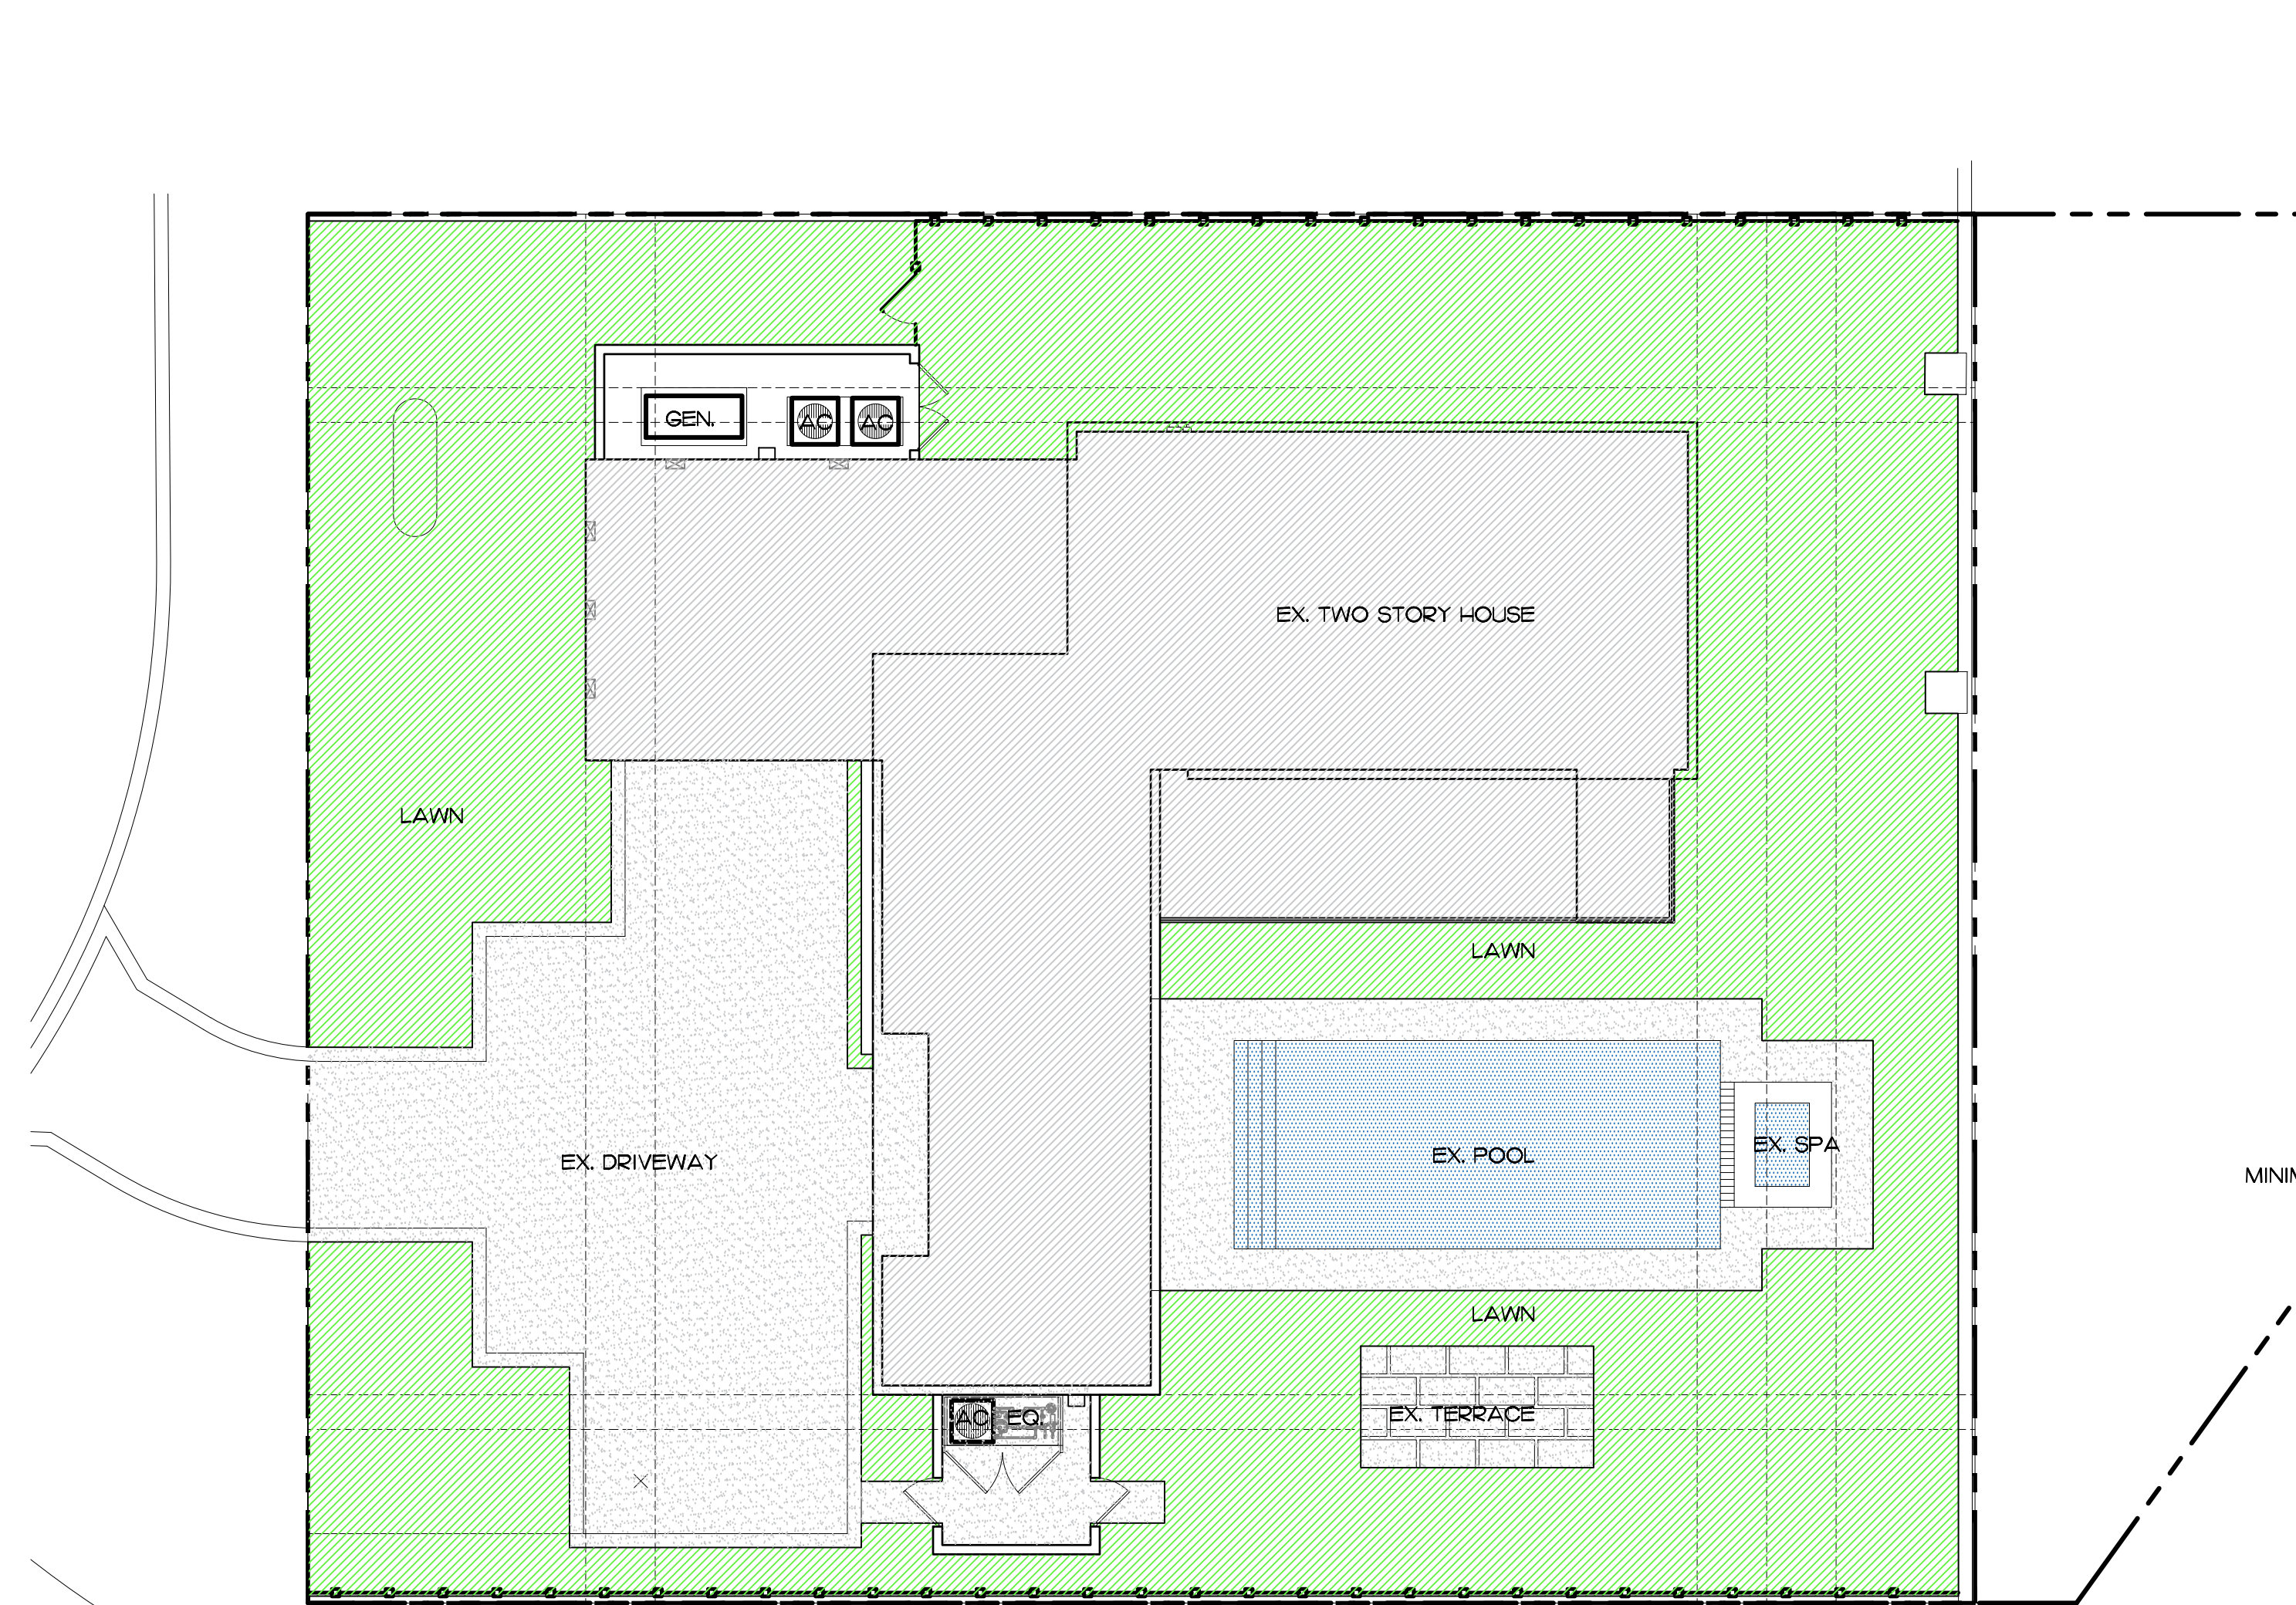 GEN.
AC
AC
EX. TWO STORY HOUSE
LAWN
LAWN
EX. SPA
EX. POOL
EX. DRIVEWAY
LAWN
EX. TERRACE
AC
EQ.